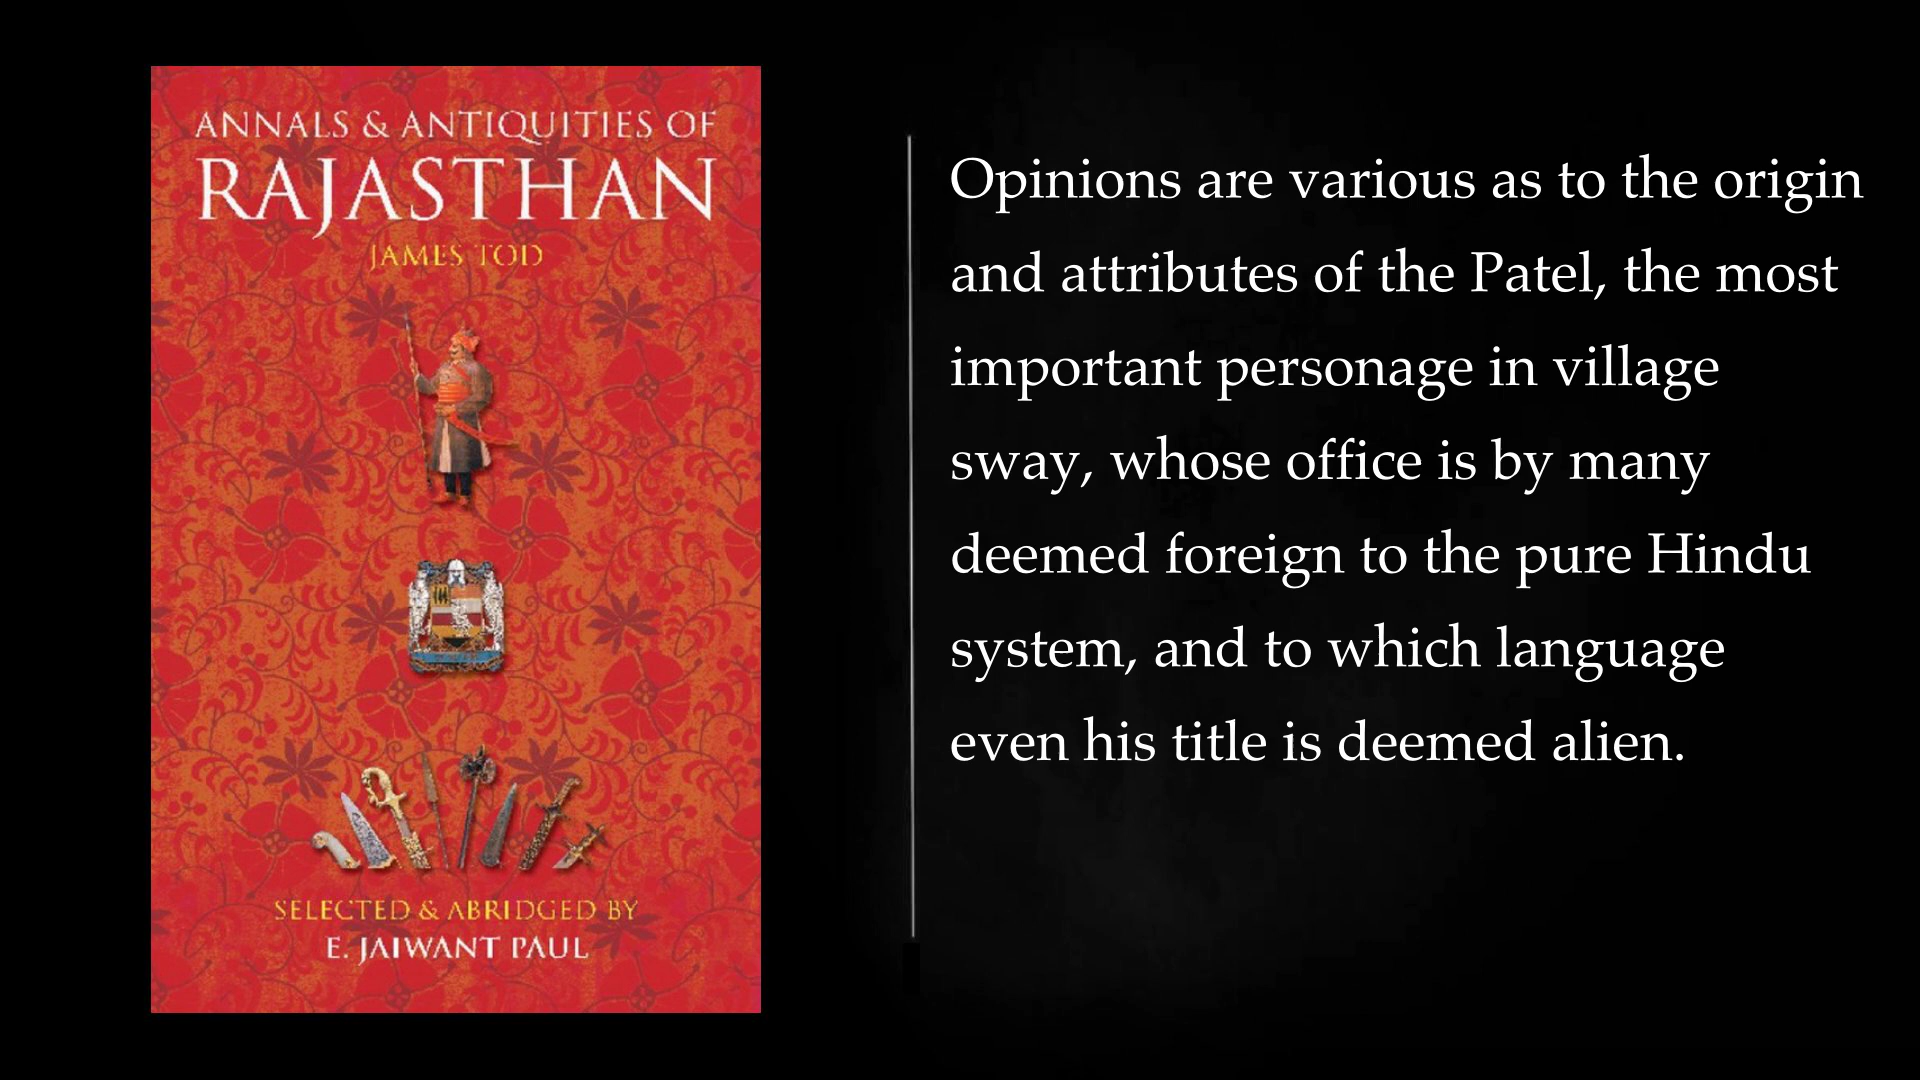 ANNALS & ANTIQUITIES OF
RAJASTHAN
JAMES TOD
SELECTED & ABRIDGED BY
E. JAIWANT PAUL
Opinions are various as to the origin
and attributes of the Patel, the most
important personage in village
sway, whose office is by many
deemed foreign to the pure Hindu
system, and to which language
even his title is deemed alien.